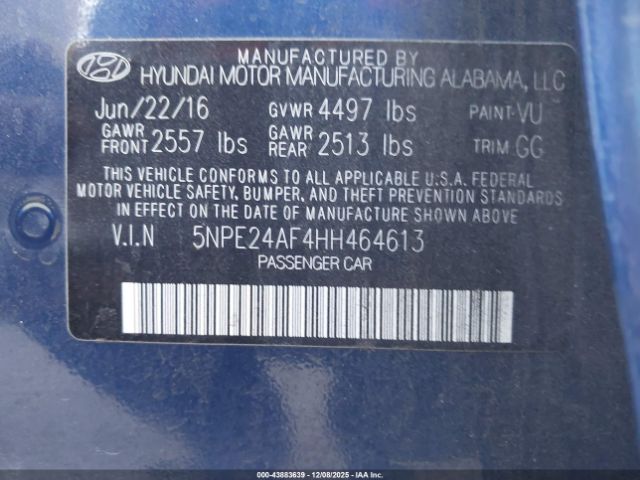 MANUFACTURED BY
HYUNDAI MOTOR MANUFACTURING ALABAMA, LLC
Jun/22/16 GVWR 4497 lbs PAINT:VU
GAWR FRONT 2557 lbs GAWR REAR 2513 lbs TRIM:GG
THIS VEHICLE CONFORMS TO ALL APPLICABLE U.S.A. FEDERAL
MOTOR VEHICLE SAFETY, BUMPER, AND THEFT PREVENTION STANDARDS
IN EFFECT ON THE DATE OF MANUFACTURE SHOWN ABOVE
V.I.N 5NPE24AF4HH464613
PASSENGER CAR
000-43883639 - 12/08/2025 - IAAI.COM